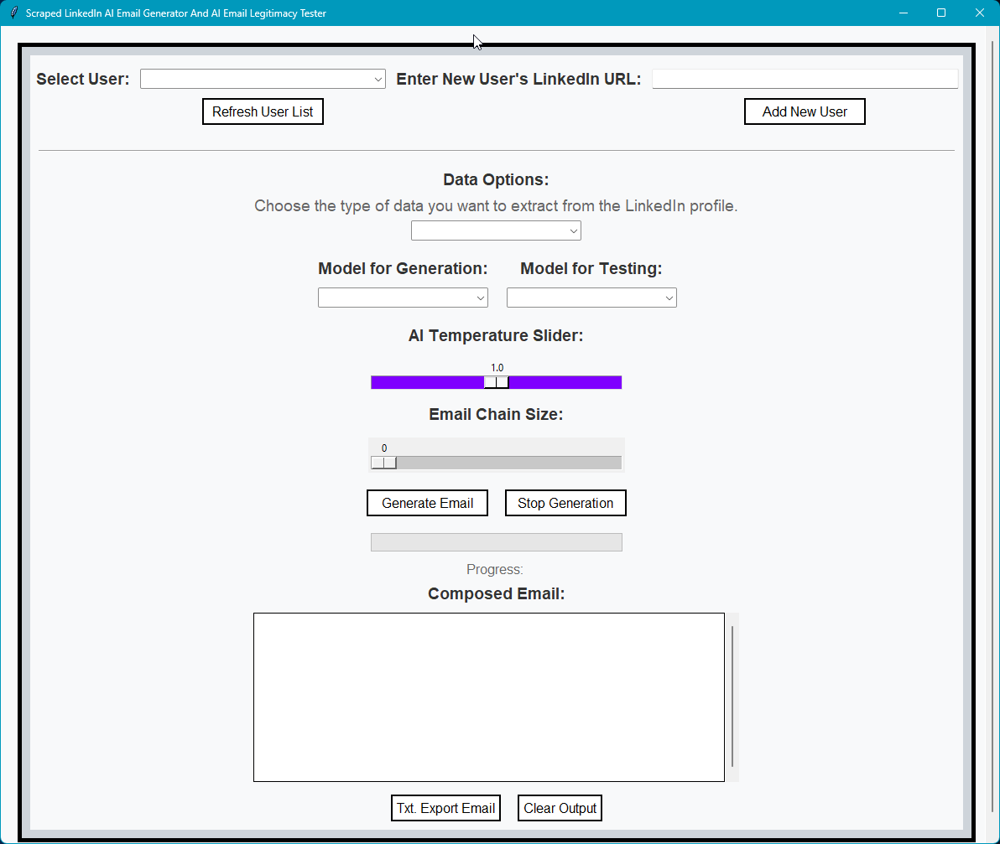 Scraped LinkedIn AI Email Generator And AI Email Legitimacy Tester
Select User: Enter New User's LinkedIn URL:
Refresh User List Add New User
Data Options:
Choose the type of data you want to extract from the LinkedIn profile.
Model for Generation: Model for Testing:
AI Temperature Slider:
1.0
Email Chain Size:
0
Generate Email Stop Generation
Progress:
Composed Email:
Txt. Export Email Clear Output